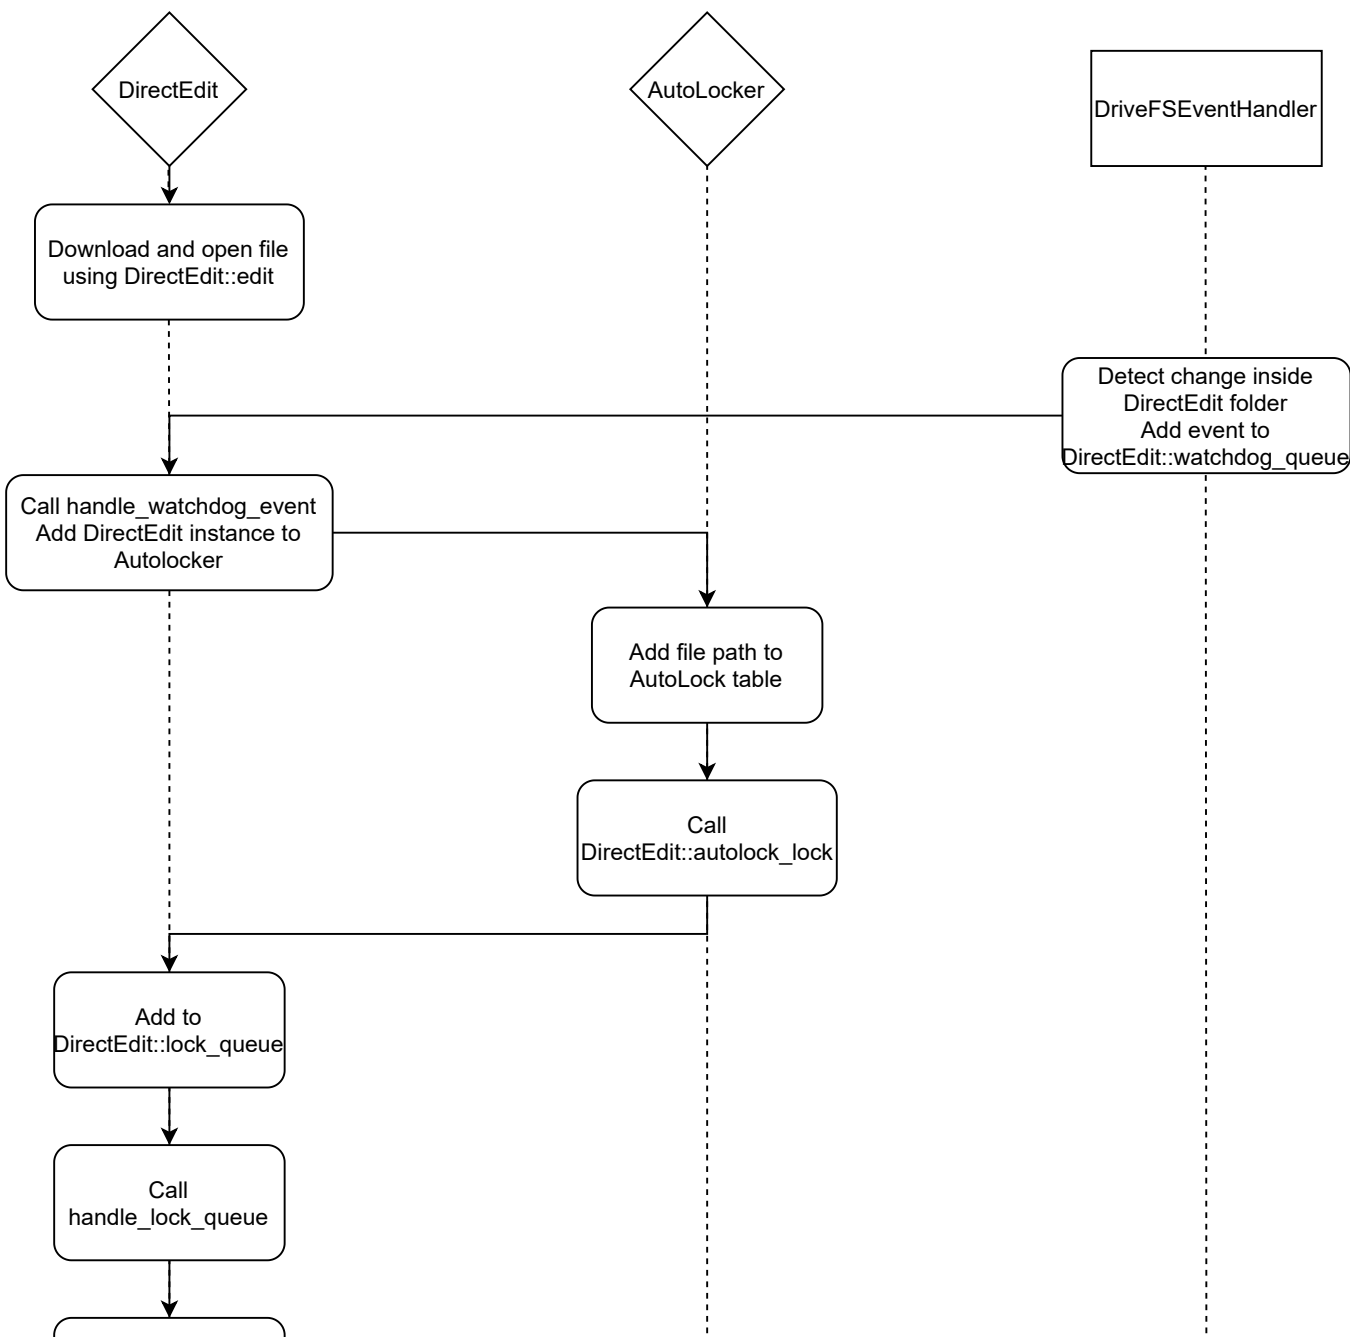 DirectEdit
AutoLocker
DriveFSEventHandler
Download and open file
using DirectEdit::edit
Detect change inside
DirectEdit folder
Add event to
DirectEdit::watchdog_queue
Call handle_watchdog_event
Add DirectEdit instance to
Autolocker
Add file path to
AutoLock table
Call
DirectEdit::autolock_lock
Add to
DirectEdit::lock_queue
Call
handle_lock_queue